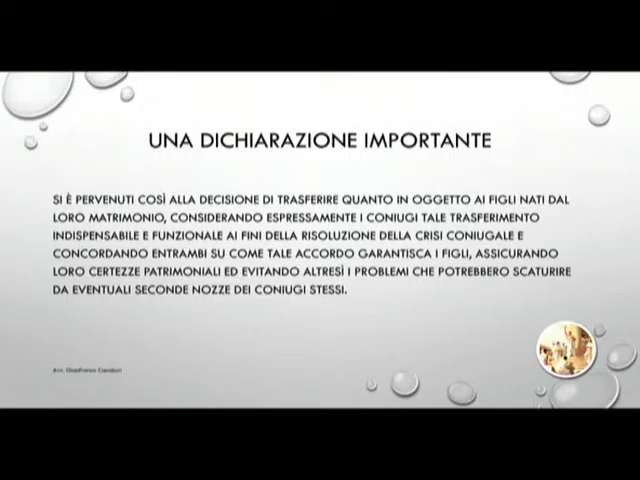 UNA DICHIARAZIONE IMPORTANTE
SI È PERVENUTI COSÌ ALLA DECISIONE DI TRASFERIRE QUANTO IN OGGETTO AI FIGLI NATI DAL
LORO MATRIMONIO, CONSIDERANDO ESPRESSAMENTE I CONIUGI TALE TRASFERIMENTO
INDISPENSABILE E FUNZIONALE AI FINI DELLA RISOLUZIONE DELLA CRISI CONIUGALE E
CONCORDANDO ENTRAMBI SU COME TALE ACCORDO GARANTISCA I FIGLI, ASSICURANDO
LORO CERTEZZE PATRIMONIALI ED EVITANDO ALTRESÌ I PROBLEMI CHE POTREBBERO SCATURIRE
DA EVENTUALI SECONDE NOZZE DEI CONIUGI STESSI.
Avv. Gianfranco